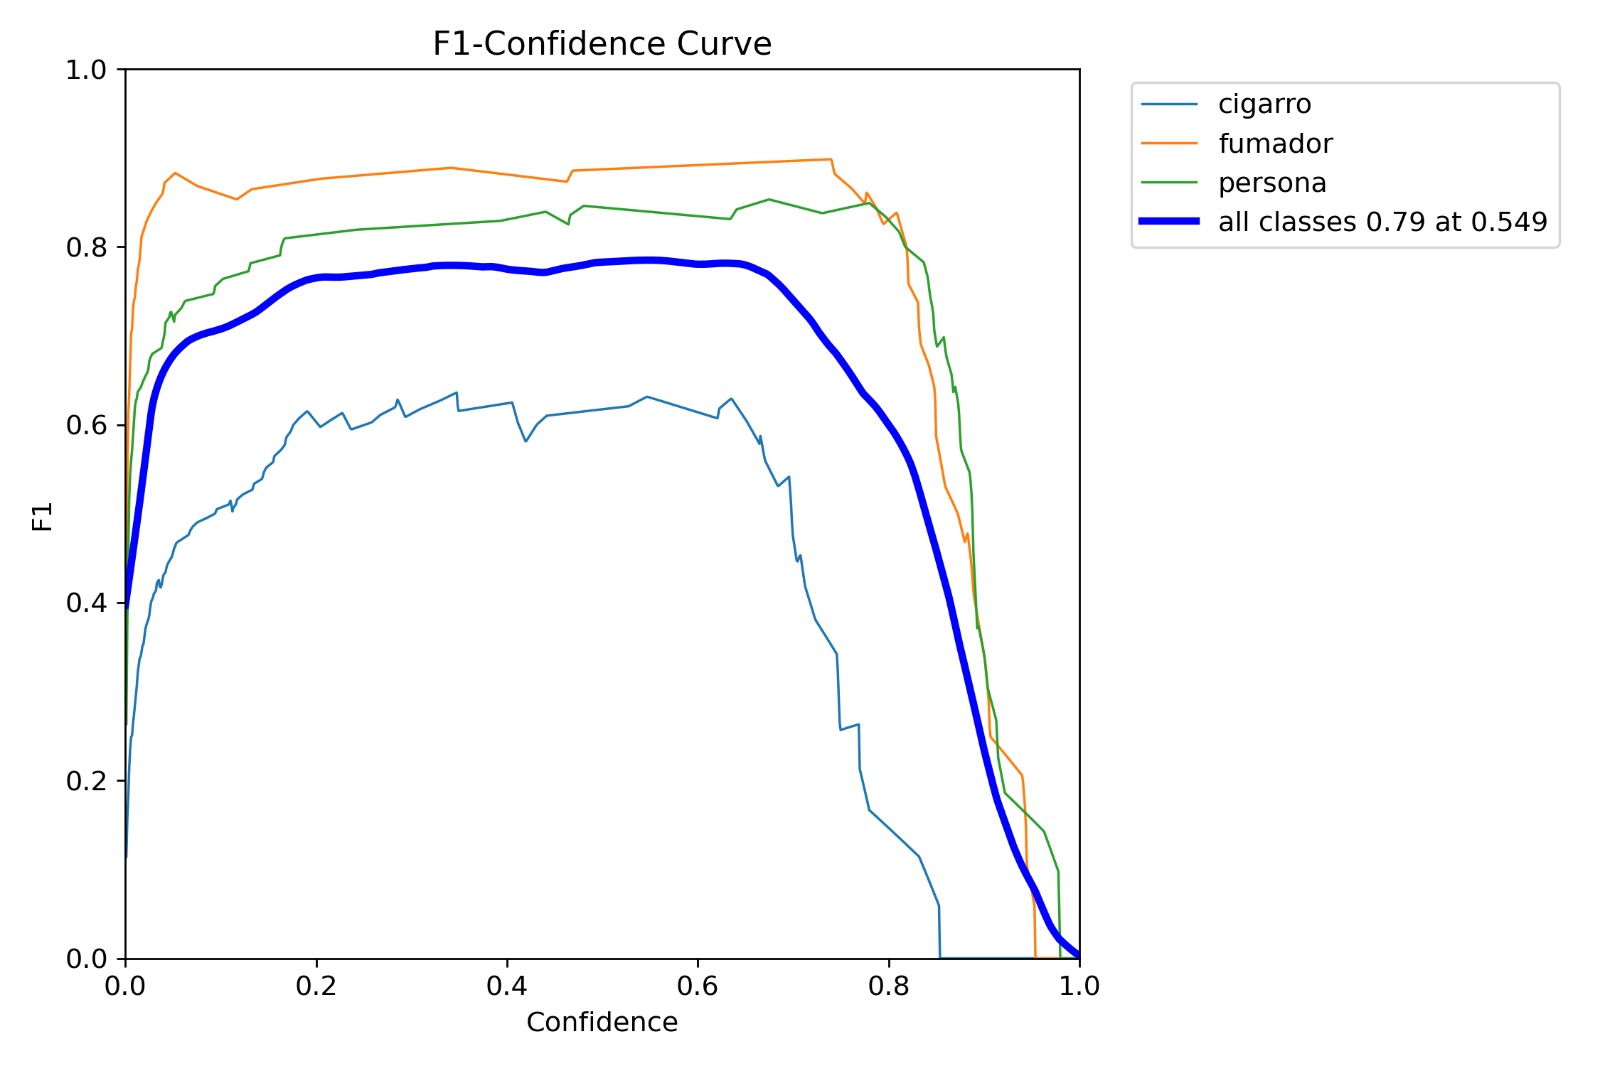 F1-Confidence Curve
1.0
0.8
0.6
0.4
0.2
0.0
F1
0.0 0.2 0.4 0.6 0.8 1.0
Confidence
cigarro
fumador
persona
all classes 0.79 at 0.549